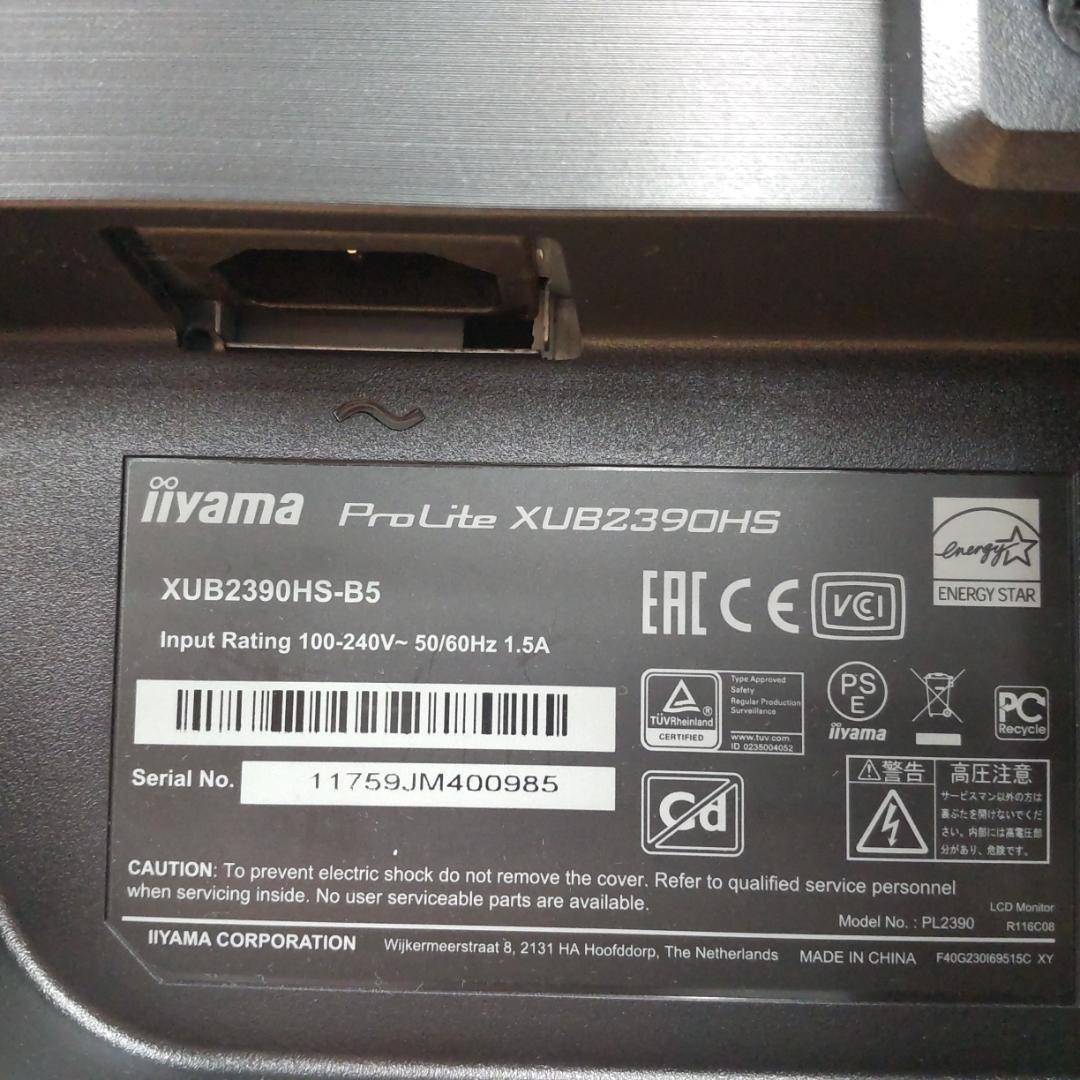 iiyama ProLite XUB2390HS
energy
ENERGY STAR
XUB2390HS-B5
EAC CE VCCI
Input Rating 100-240V~ 50/60Hz 1.5A
TÜVRheinland
CERTIFIED
Type Approved
Safety
Regular Production
Surveillance
www.tuv.com
ID 0235004052
PS
E
iiyama
PC
Recycle
Serial No. 11759JM400985
Cd
警告 高圧注意
サービスマン以外の方は
裏ぶたを開けないでくだ
さい。内部には高電圧部
分があり、危険です。
CAUTION: To prevent electric shock do not remove the cover. Refer to qualified service personnel
when servicing inside. No user serviceable parts are available.
LCD Monitor
Model No. : PL2390 R116C08
IIYAMA CORPORATION Wijkermeerstraat 8, 2131 HA Hoofddorp, The Netherlands MADE IN CHINA F40G230I69515C XY